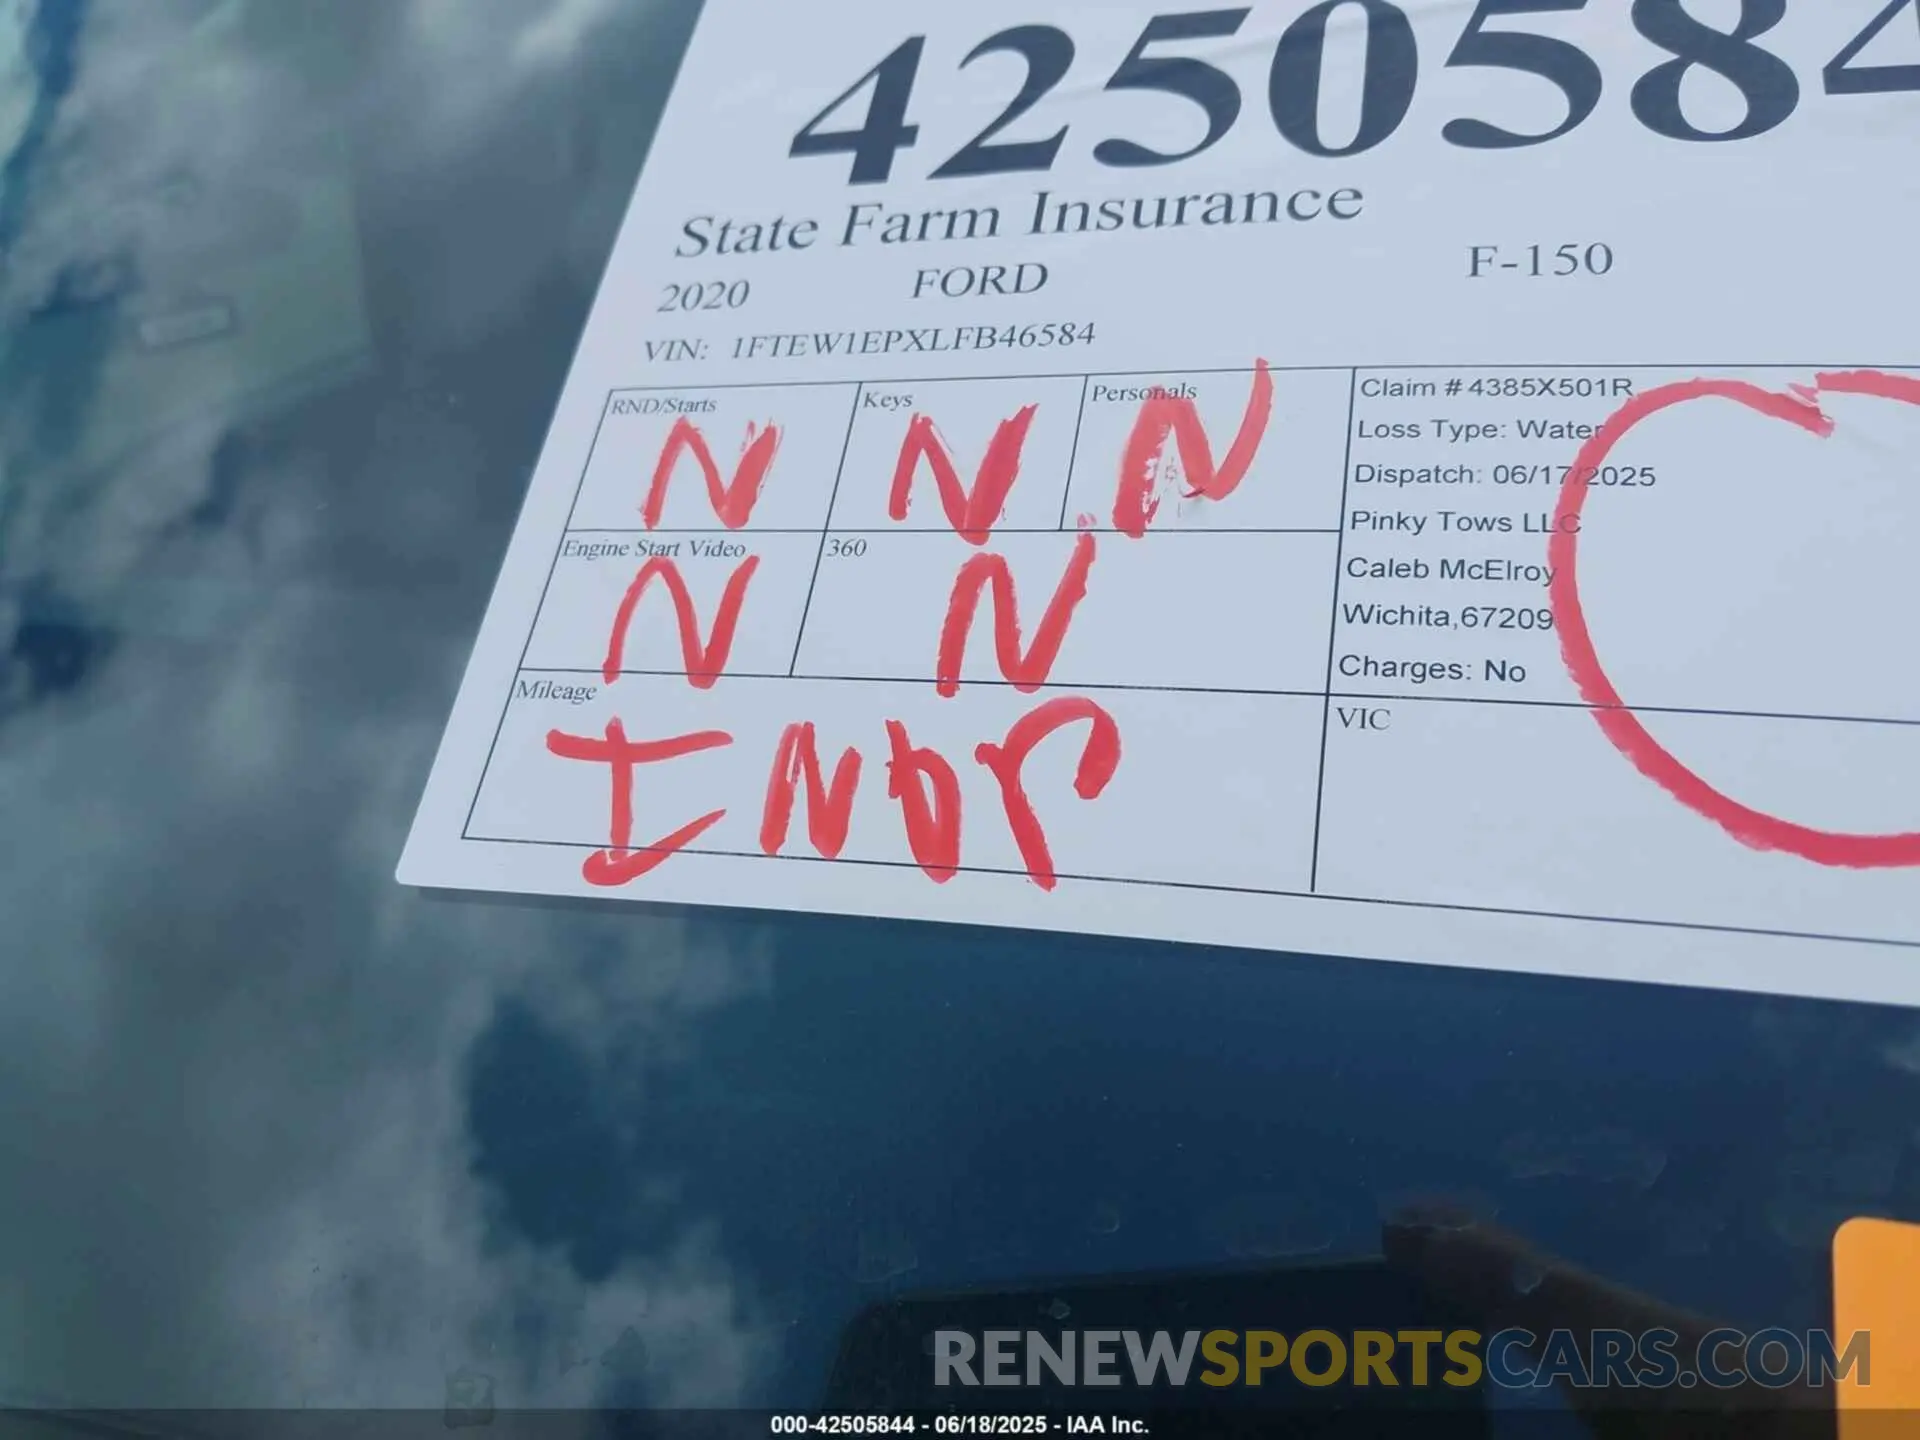 4250584
State Farm Insurance
2020 FORD F-150
VIN: 1FTEW1EPXLFB46584
RND/Starts N
Keys N
Personals N
Claim # 4385X501R
Loss Type: Water
Dispatch: 06/17/2025
Pinky Tows LLC
Caleb McElroy
Wichita,67209
Charges: No
Engine Start Video N
360 N
Mileage INOP
VIC
RENEWSPORTSCARS.COM
000-42505844 - 06/18/2025 - IAA Inc.